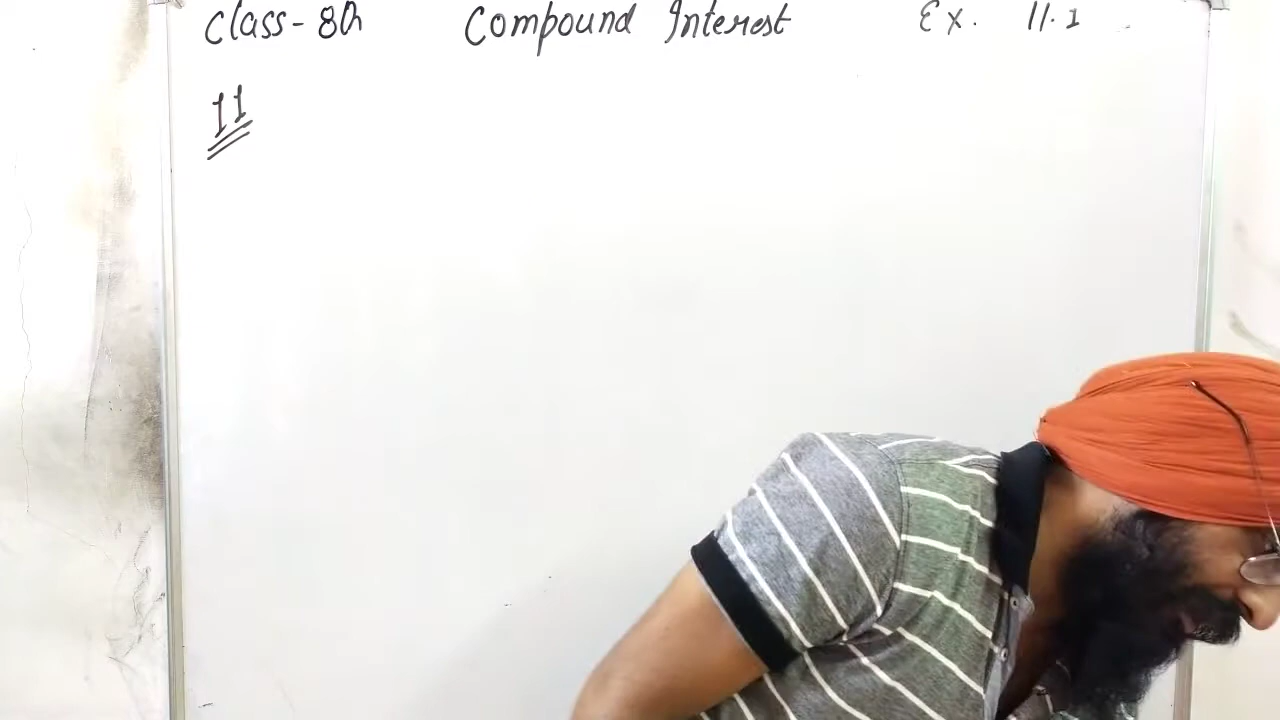 Class- 8th Compound Interest Ex. 11.1
11